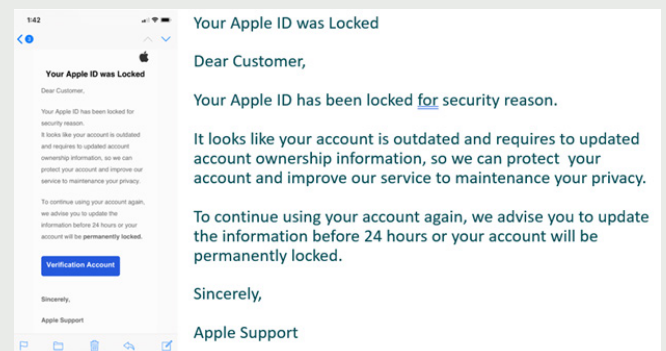 1:42
Your Apple ID was Locked
Dear Customer,
Your Apple ID has been locked for
security reason.
It looks like your account is outdated
and requires to updated account
ownership information, so we can
protect your account and improve our
service to maintenance your privacy.
To continue using your account again,
we advise you to update the
information before 24 hours or your
account will be permanently locked.
Verification Account
Sincerely,
Apple Support
Your Apple ID was Locked
Dear Customer,
Your Apple ID has been locked for security reason.
It looks like your account is outdated and requires to updated
account ownership information, so we can protect your
account and improve our service to maintenance your privacy.
To continue using your account again, we advise you to update
the information before 24 hours or your account will be
permanently locked.
Sincerely,
Apple Support